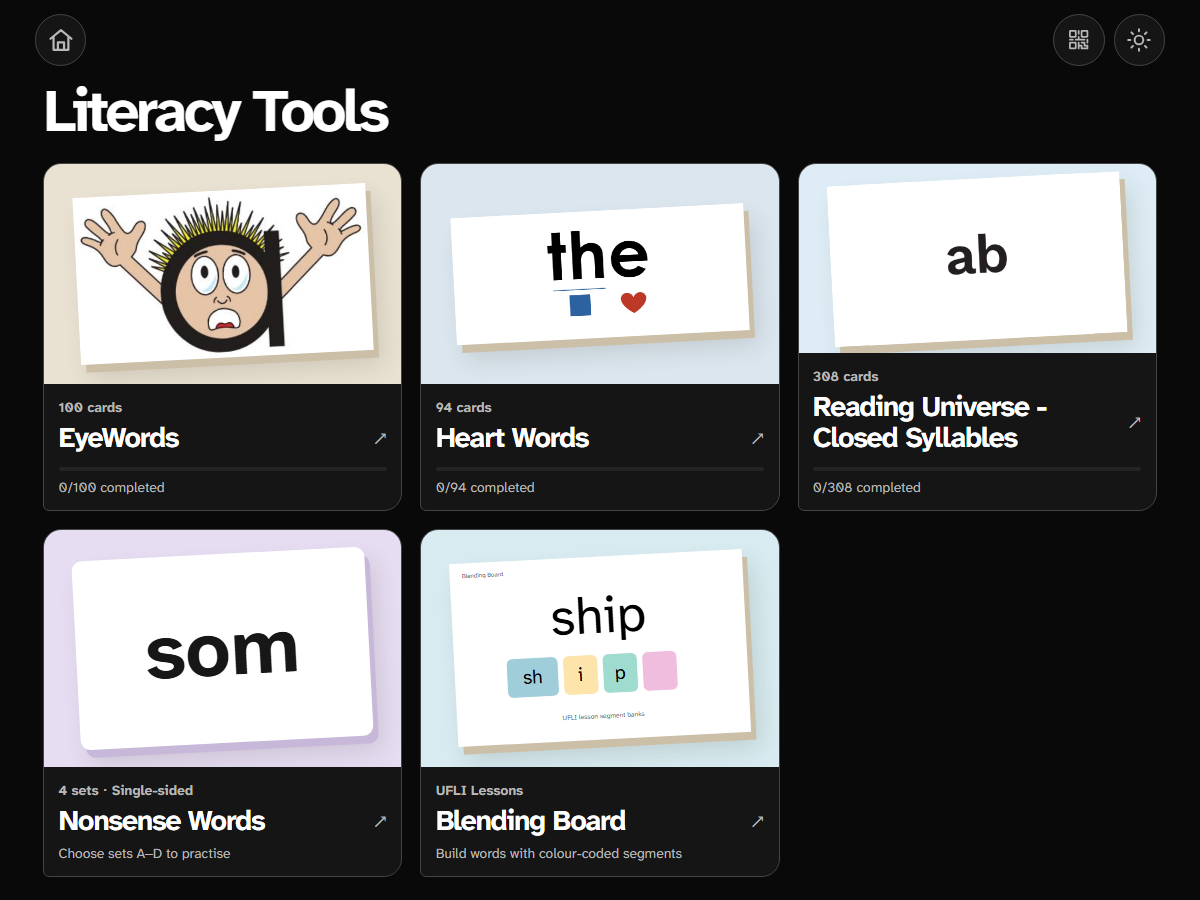 Literacy Tools
a
100 cards
EyeWords
↗
0/100 completed
the
94 cards
Heart Words
↗
0/94 completed
ab
308 cards
Reading Universe -
Closed Syllables
↗
0/308 completed
som
4 sets · Single-sided
Nonsense Words
↗
Choose sets A–D to practise
Blending Board
ship
sh i p
UFLI lesson segment banks
UFLI Lessons
Blending Board
↗
Build words with colour-coded segments